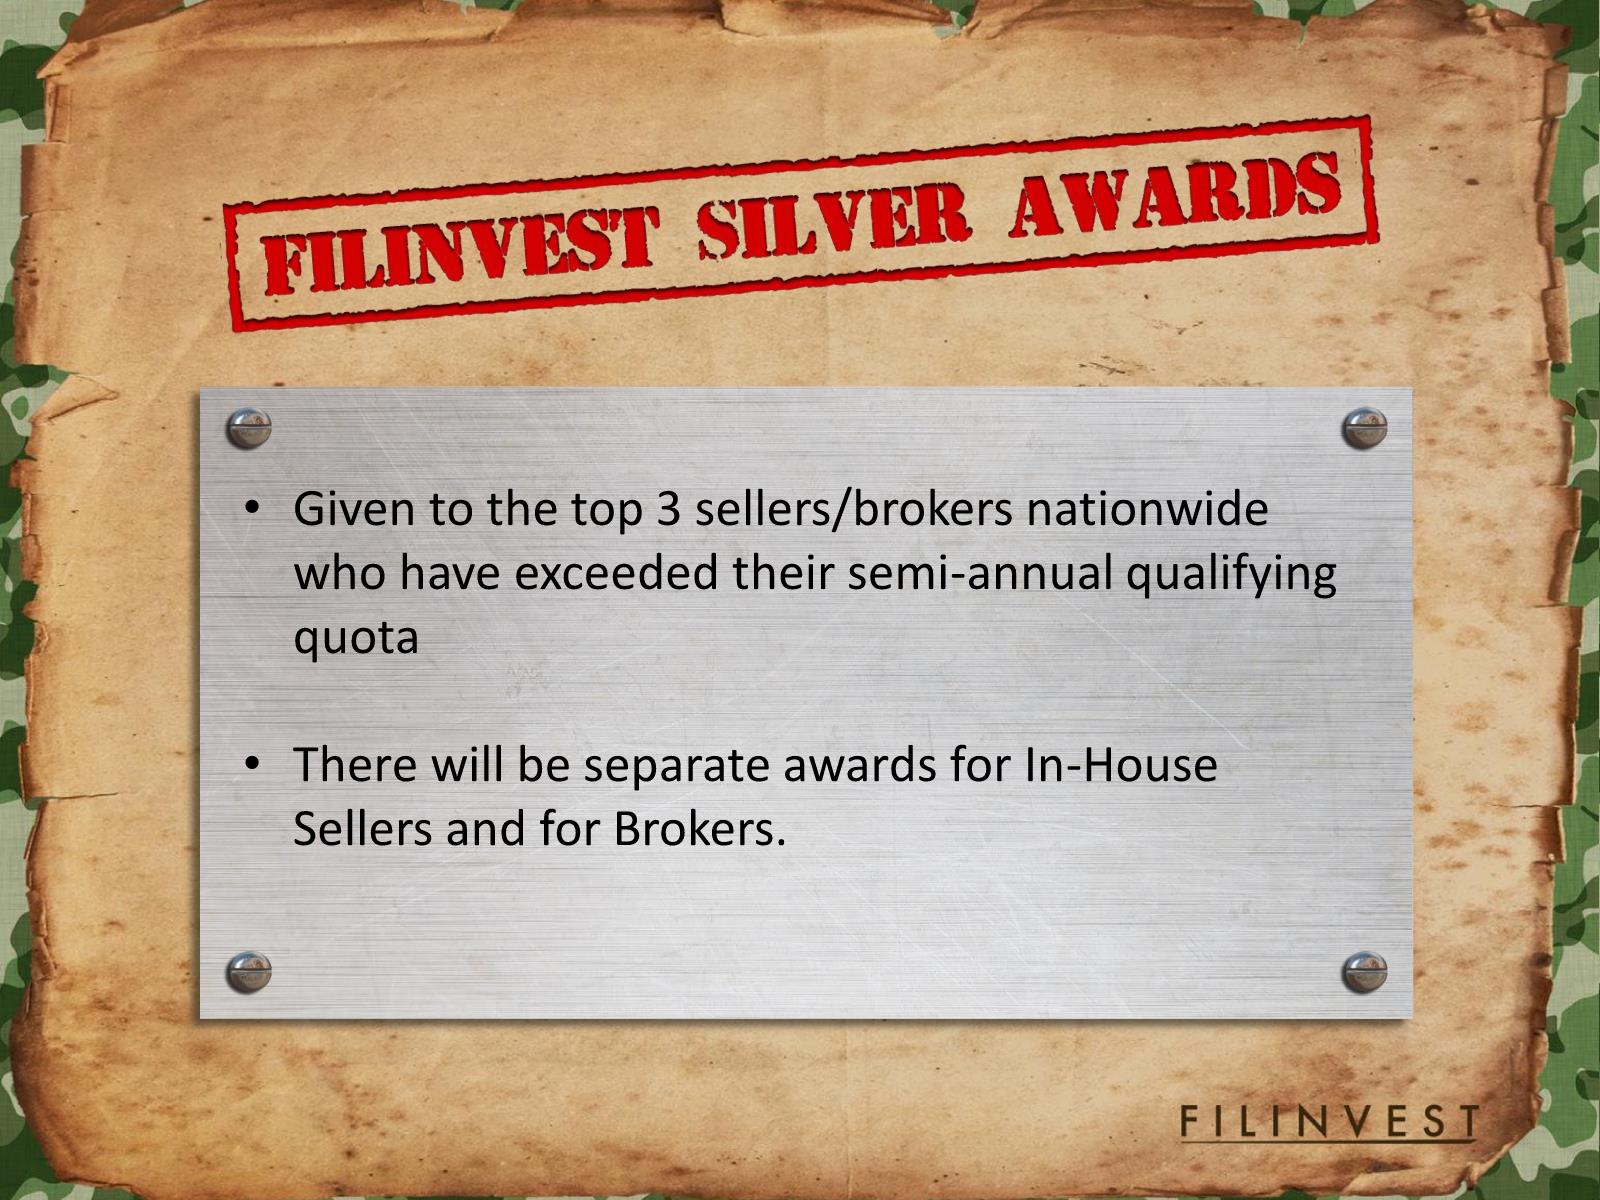 FILINVEST SILVER AWARDS
• Given to the top 3 sellers/brokers nationwide
who have exceeded their semi-annual qualifying
quota
• There will be separate awards for In-House
Sellers and for Brokers.
FILINVEST